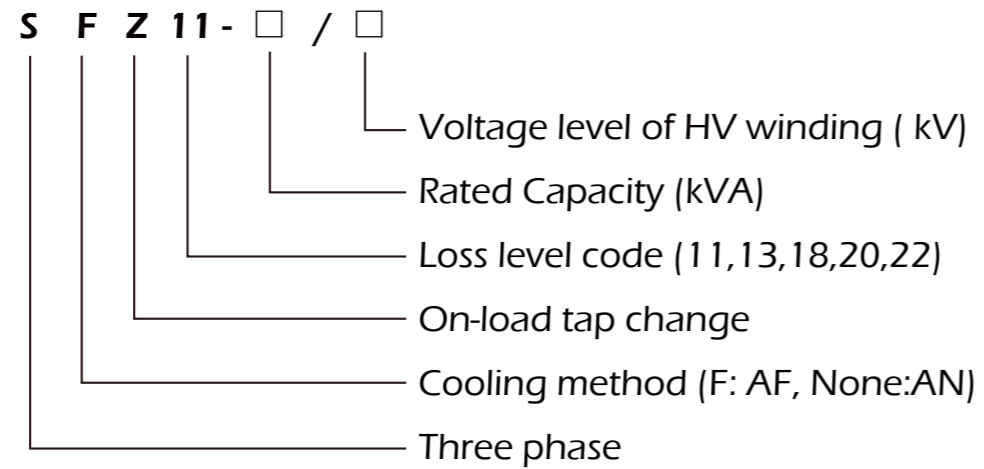 S F Z 11 - □ / □
Voltage level of HV winding ( kV)
Rated Capacity (kVA)
Loss level code (11,13,18,20,22)
On-load tap change
Cooling method (F: AF, None:AN)
Three phase